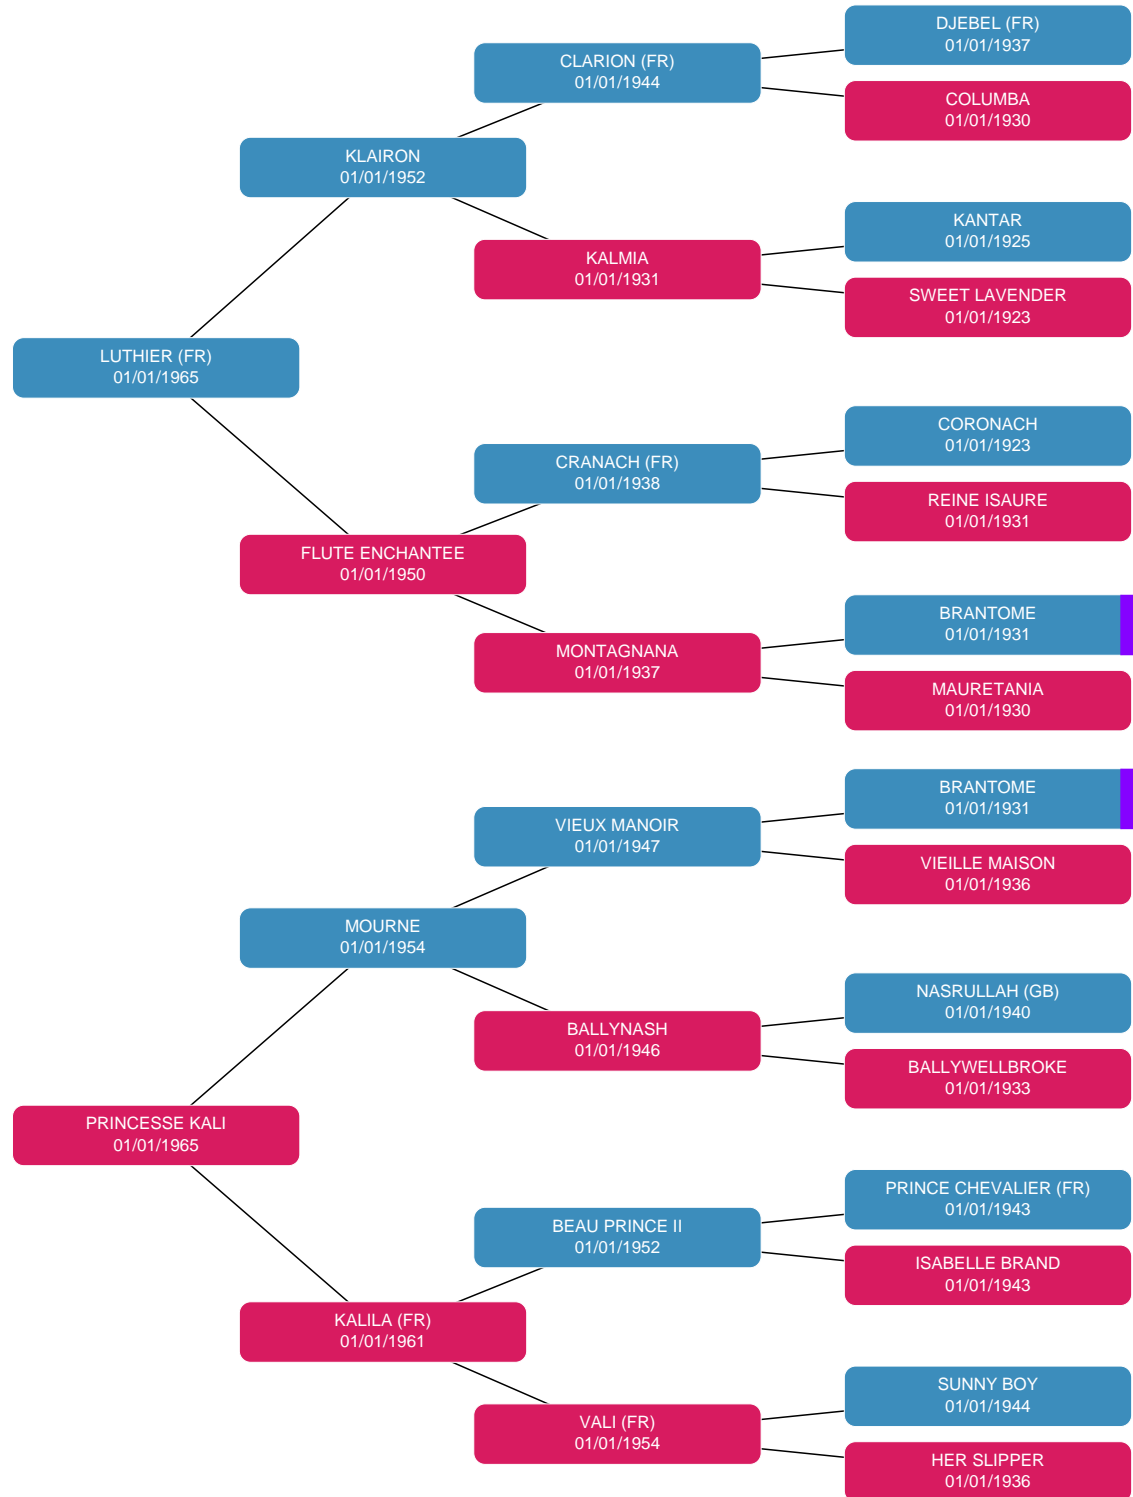 DJEBEL (FR)
01/01/1937
CLARION (FR)
01/01/1944
COLUMBA
01/01/1930
KLAIRON
01/01/1952
KANTAR
01/01/1925
KALMIA
01/01/1931
SWEET LAVENDER
01/01/1923
LUTHIER (FR)
01/01/1965
CORONACH
01/01/1923
CRANACH (FR)
01/01/1938
REINE ISAURE
01/01/1931
FLUTE ENCHANTEE
01/01/1950
BRANTOME
01/01/1931
MONTAGNANA
01/01/1937
MAURETANIA
01/01/1930
BRANTOME
01/01/1931
VIEUX MANOIR
01/01/1947
VIEILLE MAISON
01/01/1936
MOURNE
01/01/1954
NASRULLAH (GB)
01/01/1940
BALLYNASH
01/01/1946
BALLYWELLBROKE
01/01/1933
PRINCESSE KALI
01/01/1965
PRINCE CHEVALIER (FR)
01/01/1943
BEAU PRINCE II
01/01/1952
ISABELLE BRAND
01/01/1943
KALILA (FR)
01/01/1961
SUNNY BOY
01/01/1944
VALI (FR)
01/01/1954
HER SLIPPER
01/01/1936